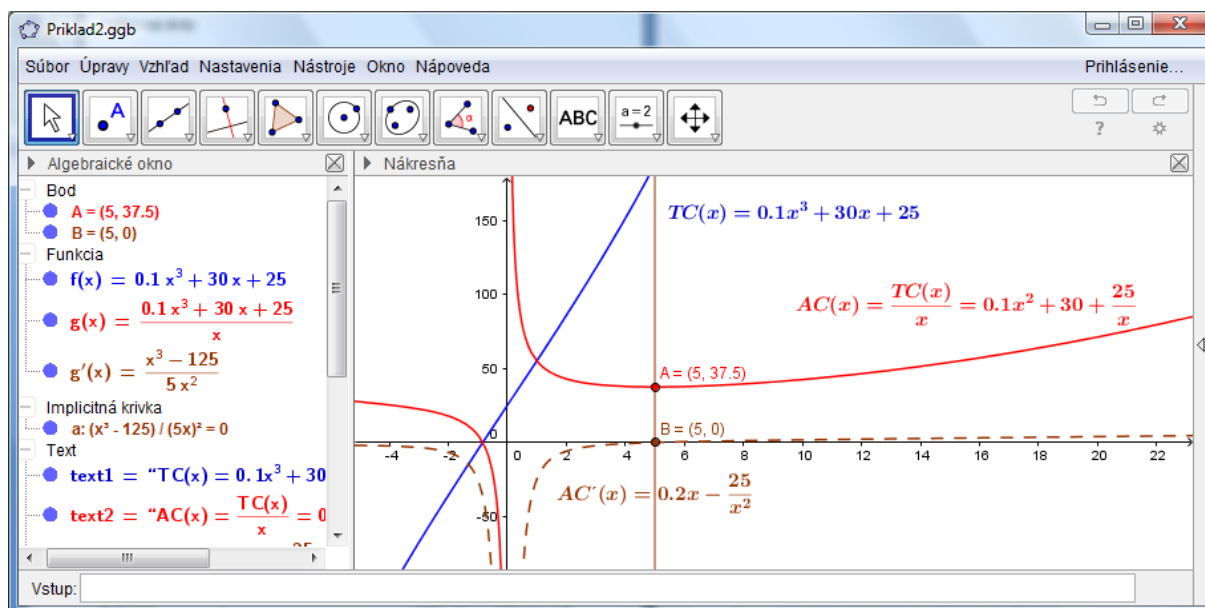 Priklad2.ggb
Súbor Úpravy Vzhľad Nastavenia Nástroje Okno Nápoveda Prihlásenie...
A α ABC a=2 ?
Algebraické okno
Bod
A = (5, 37.5)
B = (5, 0)
Funkcia
f(x) = 0.1 x³ + 30 x + 25
g(x) = (0.1 x³ + 30 x + 25) / x
g'(x) = (x³ − 125) / (5 x²)
Implicitná krivka
a: (x³ - 125) / (5x)² = 0
Text
text1 = “TC(x) = 0.1x³ + 30
text2 = “AC(x) = TC(x)/x = 0
Nákresňa
TC(x) = 0.1x³ + 30x + 25
AC(x) = TC(x)/x = 0.1x² + 30 + 25/x
A = (5, 37.5)
B = (5, 0)
AC´(x) = 0.2x − 25/x²
150
100
50
0
-50
-4 -2 0 2 4 6 8 10 12 14 16 18 20 22
Vstup: